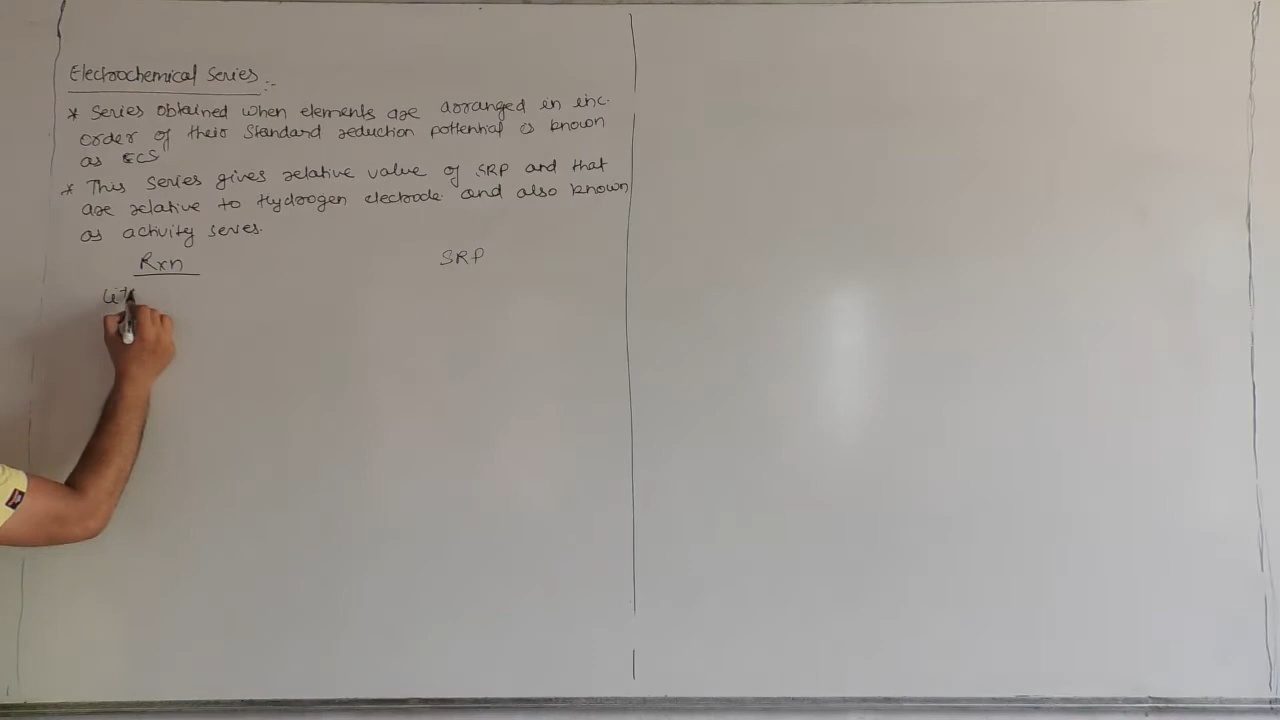 Electrochemical Series :-
* Series obtained when elements are arranged in inc.
order of their standard reduction pottential is known
as ECS
* This series gives relative value of SRP and that
are relative to Hydrogen electrode. and also known
as activity series.
Rxn SRP
Li+